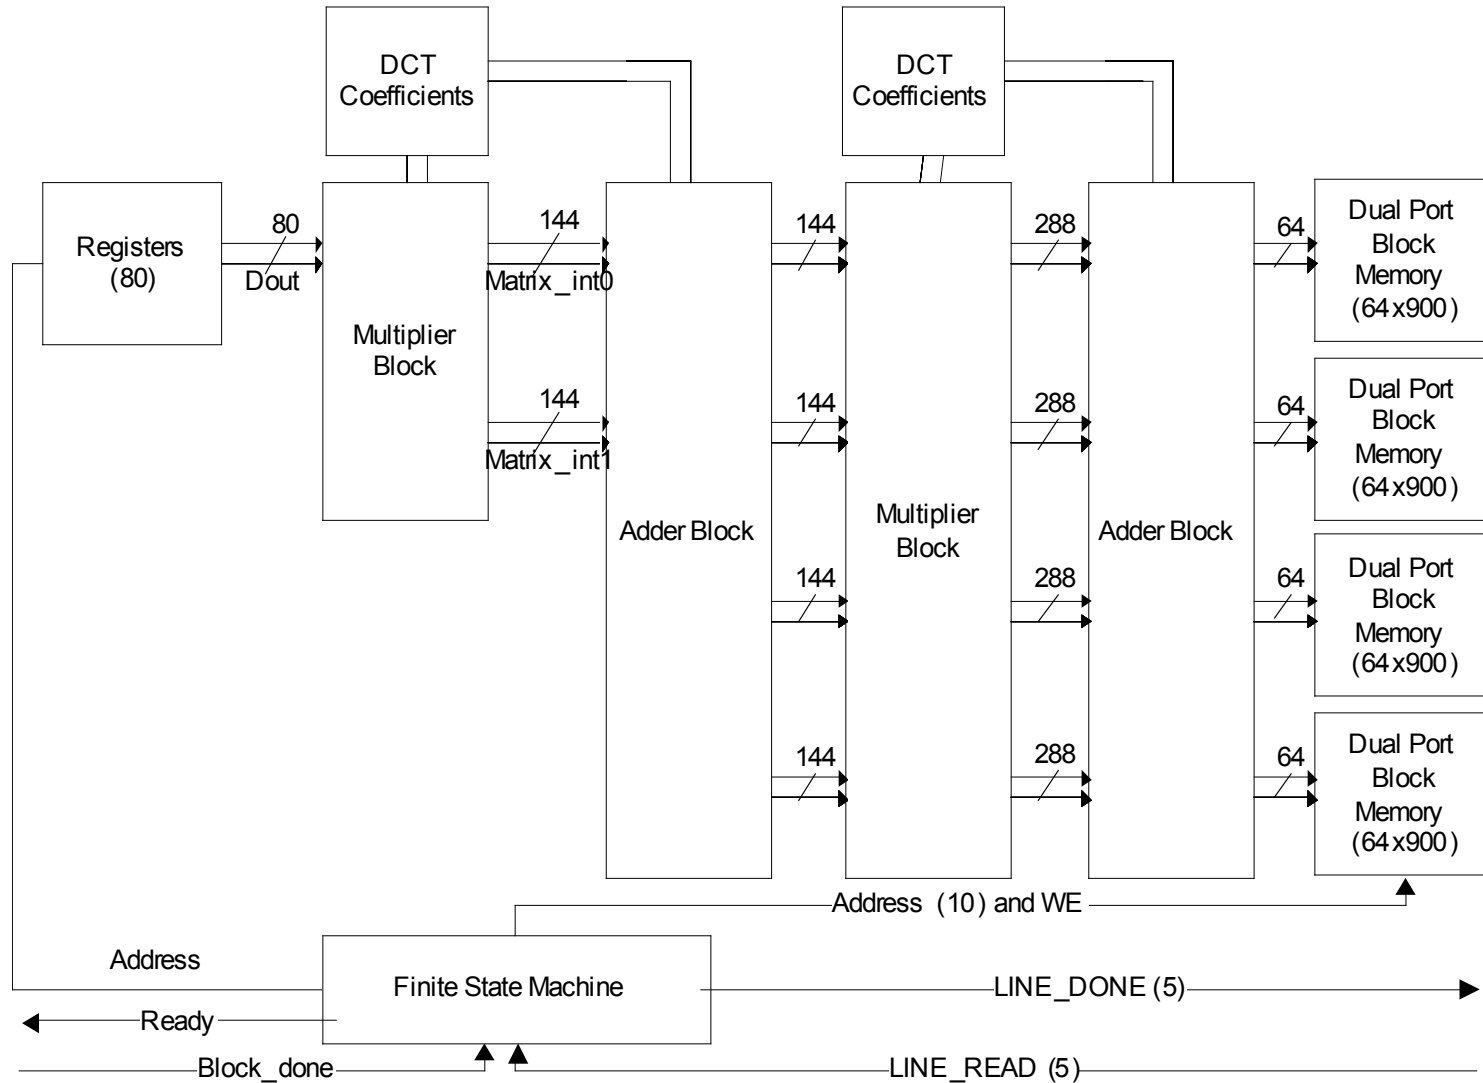 DCT
Coefficients
DCT
Coefficients
Registers
(80)
80
Dout
Multiplier
Block
144
Matrix_int0
144
Matrix_int1
Adder Block
144
144
144
144
Multiplier
Block
288
288
288
288
Adder Block
64
64
64
64
Dual Port
Block
Memory
(64x900)
Dual Port
Block
Memory
(64x900)
Dual Port
Block
Memory
(64x900)
Dual Port
Block
Memory
(64x900)
Address (10) and WE
Address
Finite State Machine
LINE_DONE (5)
Ready
Block_done
LINE_READ (5)